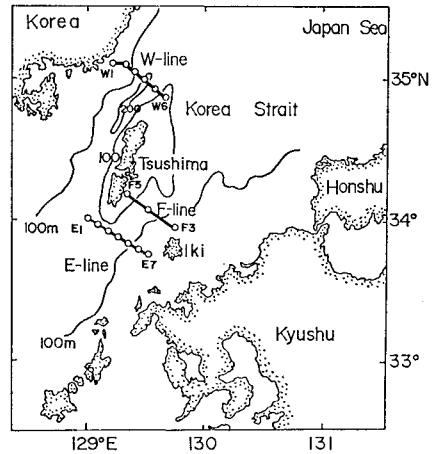 Korea
Japan Sea
W-line
W1
35°N
W6
200
Korea Strait
100
Tsushima
F5
Honshu
F-line
100m
E1
34°
F3
Iki
E7
E-line
Kyushu
100m
33°
129°E
130
131